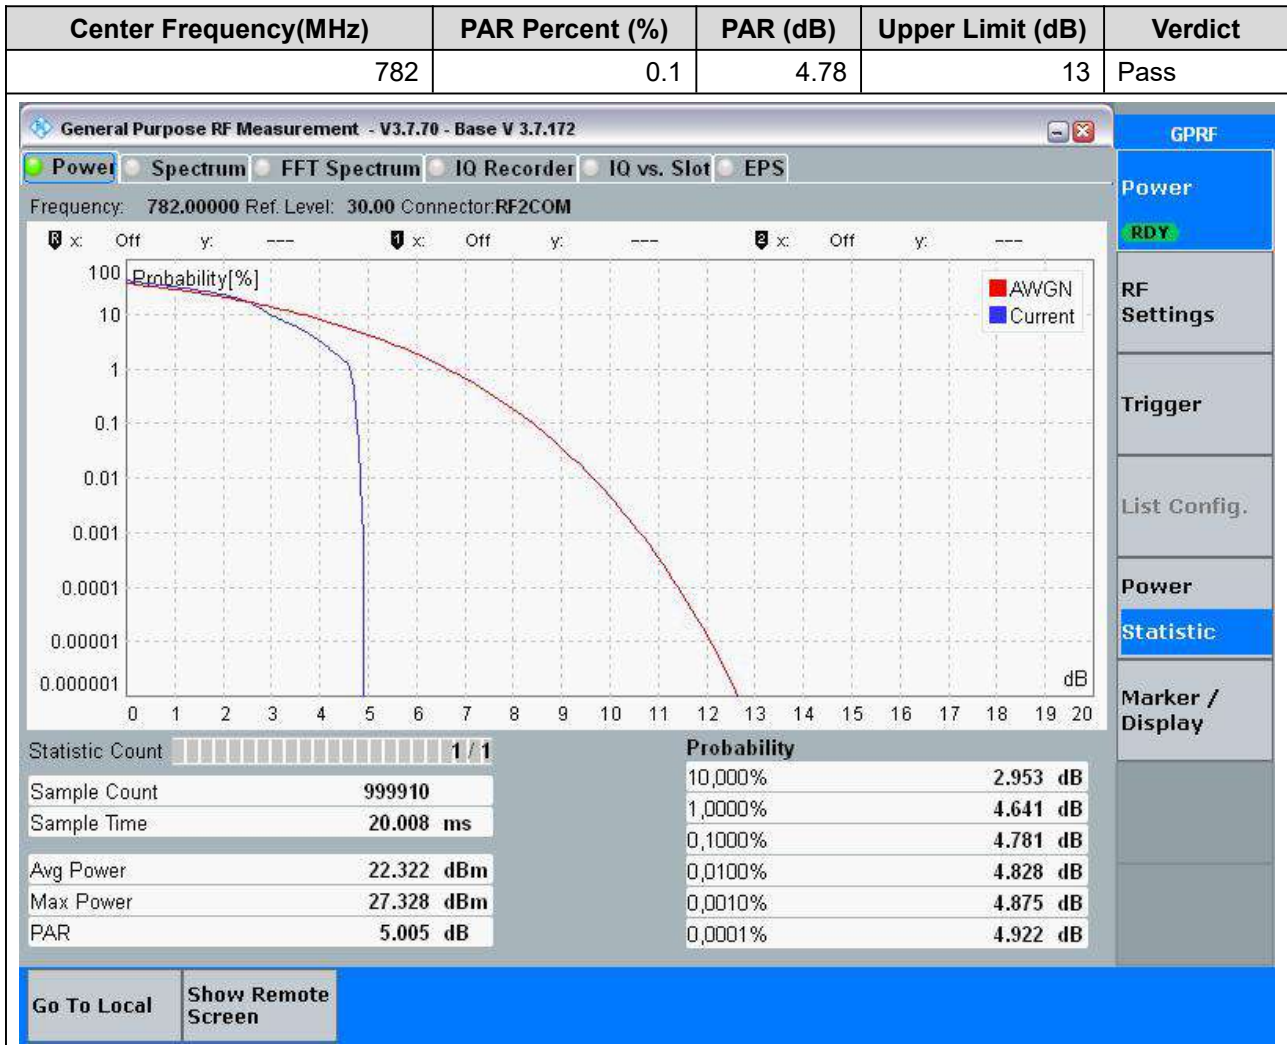 Center Frequency(MHz) PAR Percent (%) PAR (dB) Upper Limit (dB) Verdict
782 0.1 4.78 13 Pass
General Purpose RF Measurement - V3.7.70 - Base V 3.7.172
GPRF
Power Spectrum FFT Spectrum IQ Recorder IQ vs. Slot EPS
Power
RDY
Frequency: 782.00000 Ref. Level: 30.00 Connector:RF2COM
R x: Off y: --- 1 x: Off y: --- 2 x: Off y: ---
Probability[%]
AWGN
Current
100
10
1
0.1
0.01
0.001
0.0001
0.00001
0.000001
dB
0 1 2 3 4 5 6 7 8 9 10 11 12 13 14 15 16 17 18 19 20
RF
Settings
Trigger
List Config.
Power
Statistic
Marker /
Display
Statistic Count 1 / 1
Sample Count 999910
Sample Time 20.008 ms
Avg Power 22.322 dBm
Max Power 27.328 dBm
PAR 5.005 dB
Probability
10,000% 2.953 dB
1,0000% 4.641 dB
0,1000% 4.781 dB
0,0100% 4.828 dB
0,0010% 4.875 dB
0,0001% 4.922 dB
Go To Local
Show Remote
Screen